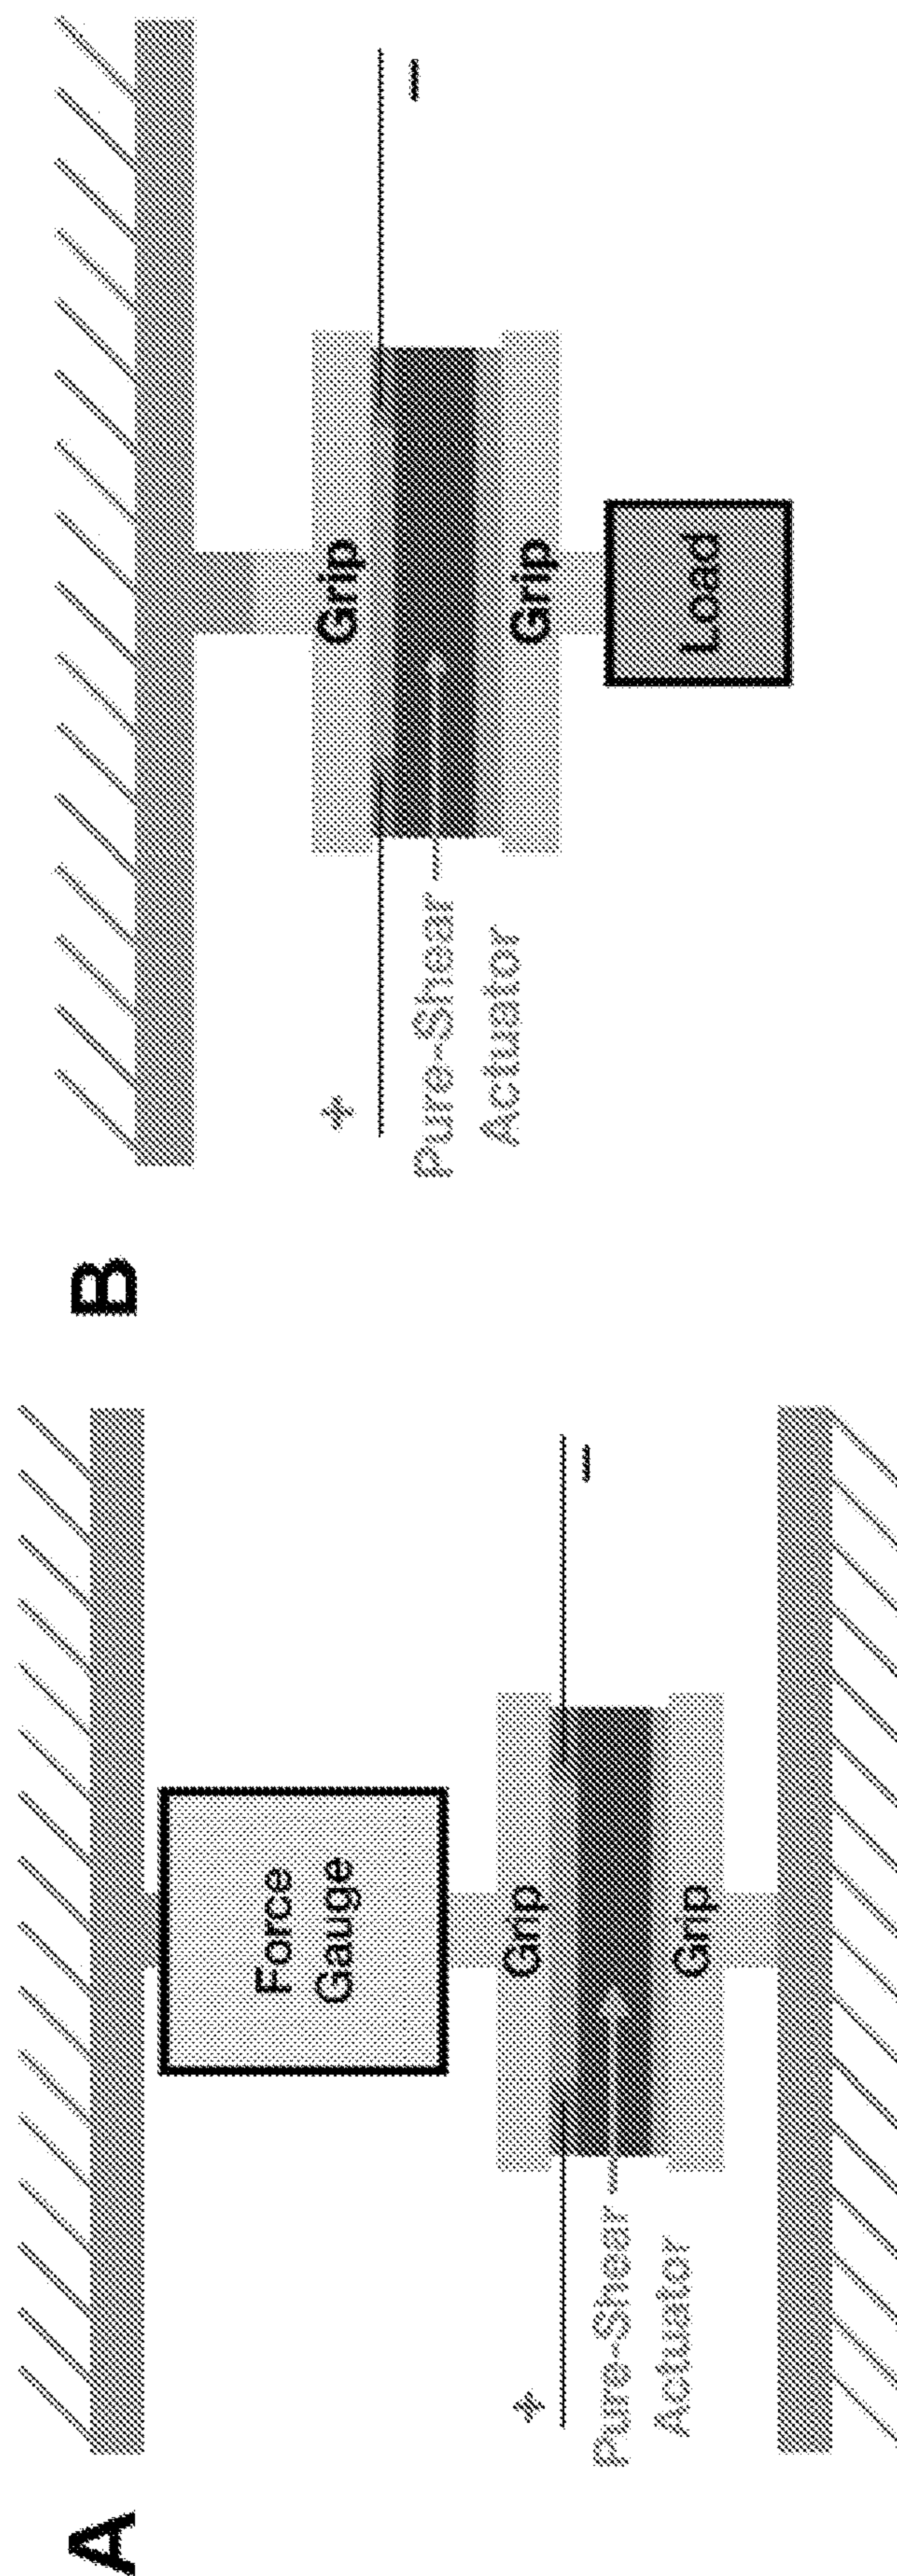 A
Force
Gauge
Grip
+
-
Pure-Shear
Actuator
Grip
B
Grip
+
-
Pure-Shear
Actuator
Grip
Load